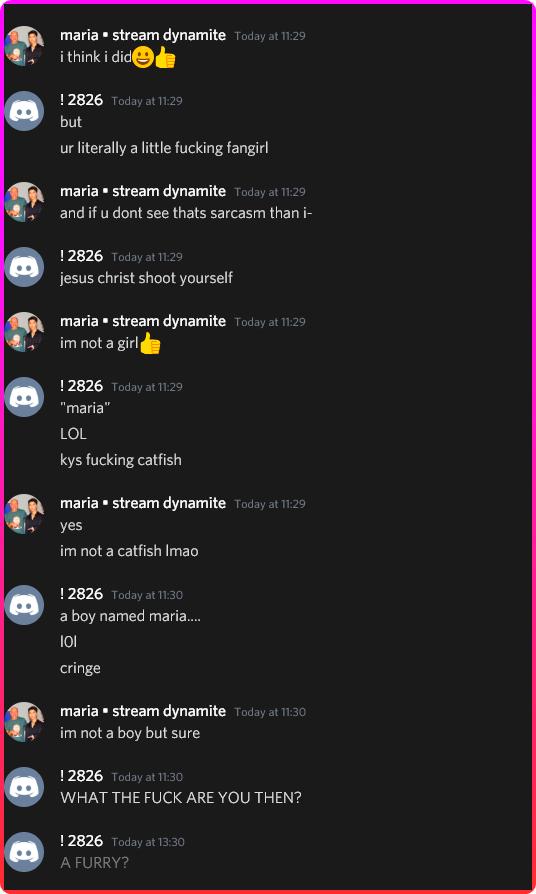 maria ▪ stream dynamite Today at 11:29
i think i did😀👍
! 2826 Today at 11:29
but
ur literally a little fucking fangirl
maria ▪ stream dynamite Today at 11:29
and if u dont see thats sarcasm than i-
! 2826 Today at 11:29
jesus christ shoot yourself
maria ▪ stream dynamite Today at 11:29
im not a girl👍
! 2826 Today at 11:29
"maria"
LOL
kys fucking catfish
maria ▪ stream dynamite Today at 11:29
yes
im not a catfish lmao
! 2826 Today at 11:30
a boy named maria....
l0l
cringe
maria ▪ stream dynamite Today at 11:30
im not a boy but sure
! 2826 Today at 11:30
WHAT THE FUCK ARE YOU THEN?
! 2826 Today at 13:30
A FURRY?